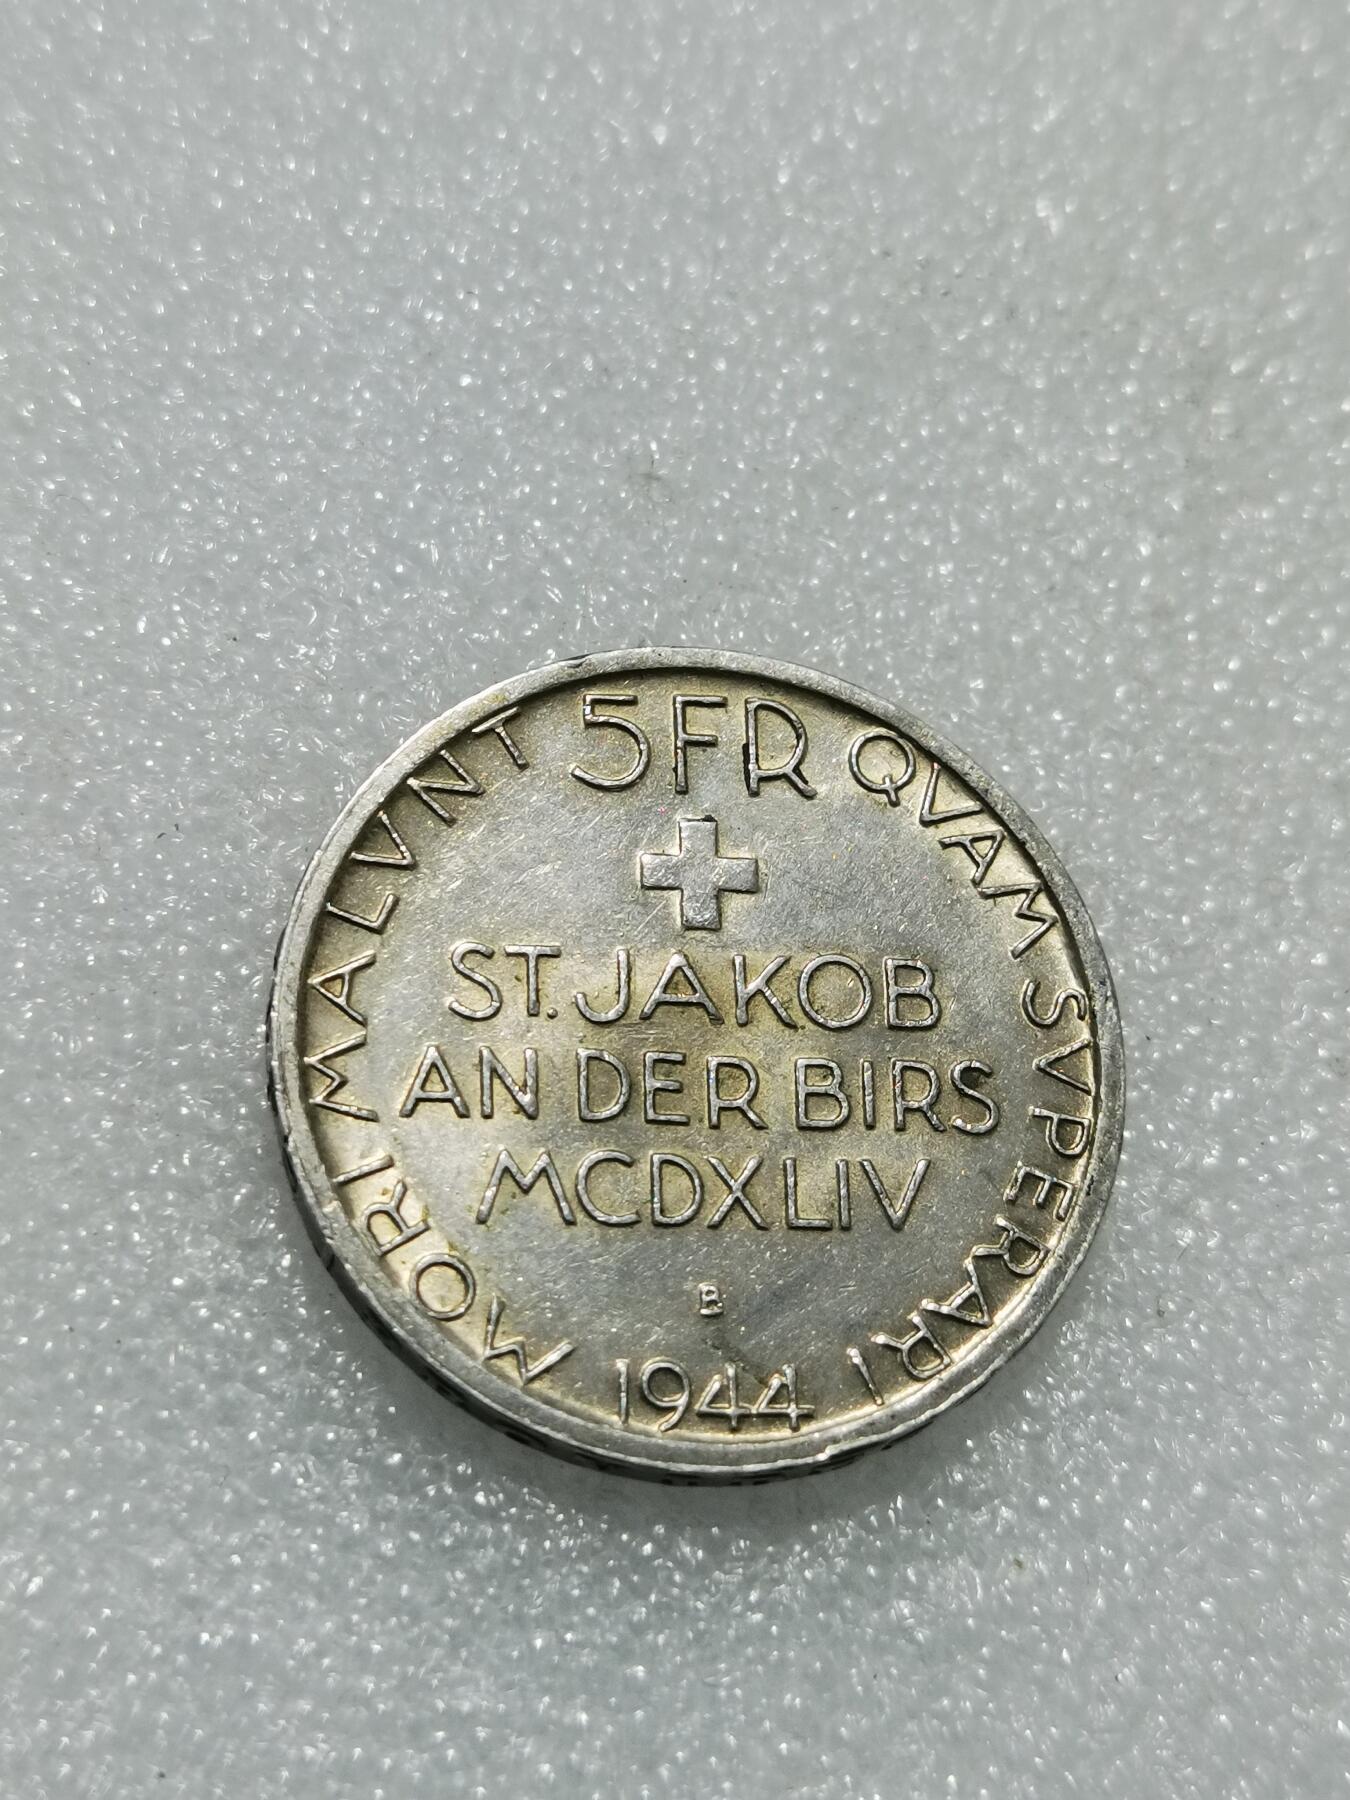 5FR
MORI MALVNT QVAM SVPERARI
ST. JAKOB
AN DER BIRS
MCDXLIV
B
1944